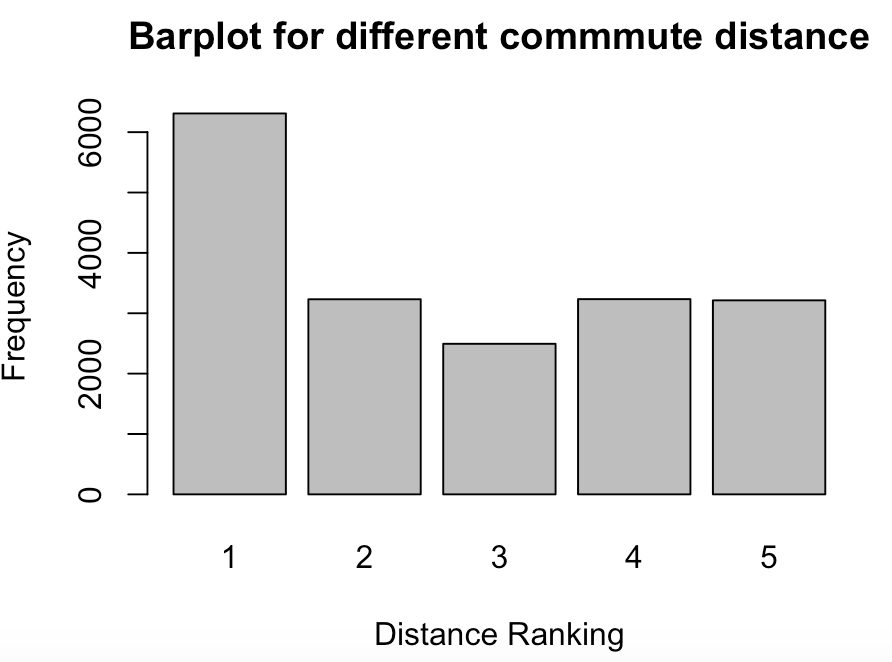 Barplot for different commmute distance
Frequency
6000
4000
2000
0
1 2 3 4 5
Distance Ranking